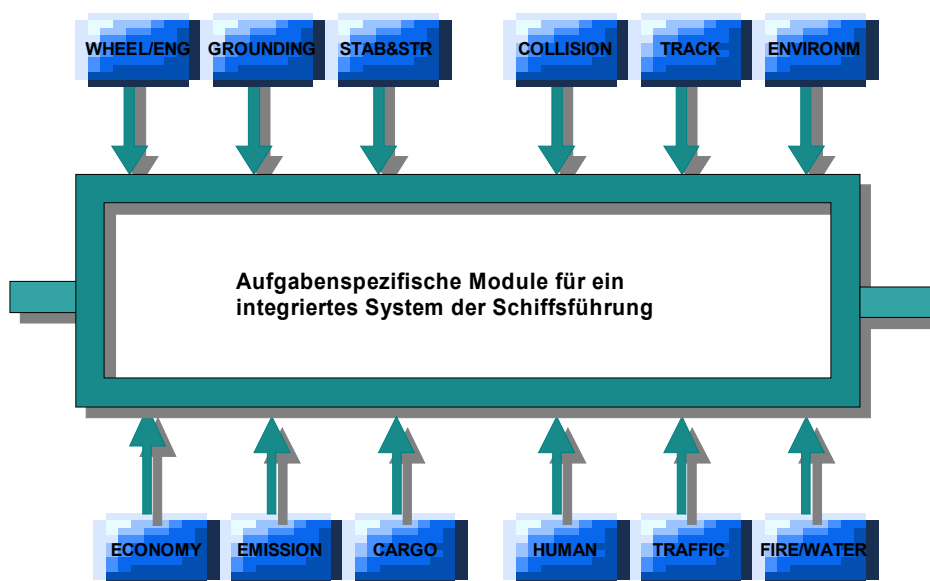 WHEEL/ENG GROUNDING STAB&STR COLLISION TRACK ENVIRONM
Aufgabenspezifische Module für ein
integriertes System der Schiffsführung
ECONOMY EMISSION CARGO HUMAN TRAFFIC FIRE/WATER